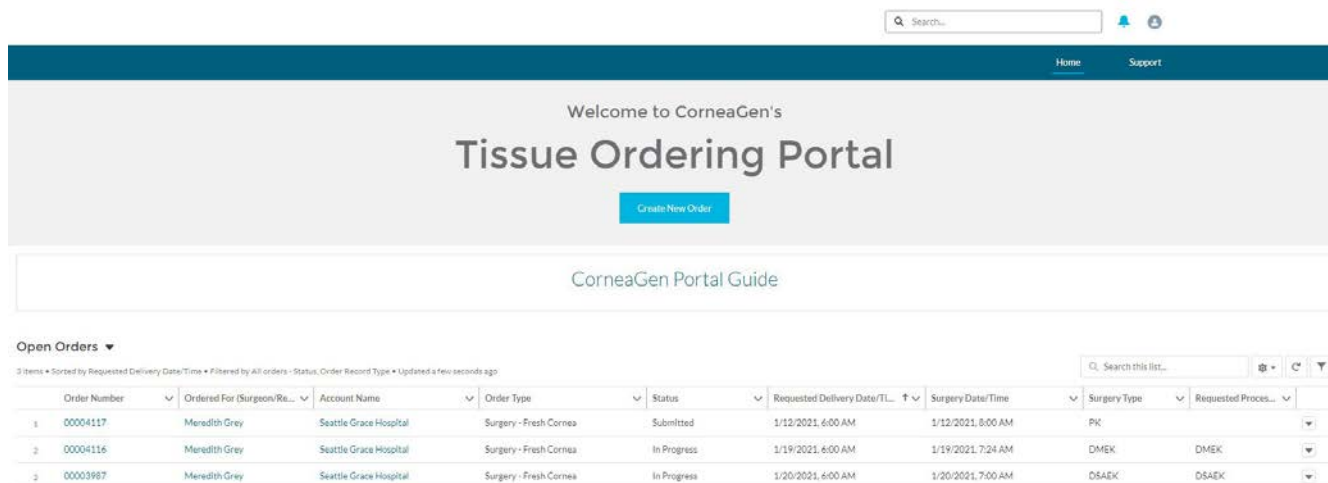 Search...
Home Support
Welcome to CorneaGen's
Tissue Ordering Portal
Create New Order
CorneaGen Portal Guide
Open Orders
3 items • Sorted by Requested Delivery Date/Time • Filtered by All orders - Status, Order Record Type • Updated a few seconds ago
Search this list...
Order Number Ordered For (Surgeon/Re... Account Name Order Type Status Requested Delivery Date/Ti... Surgery Date/Time Surgery Type Requested Proces...
1 00004117 Meredith Grey Seattle Grace Hospital Surgery - Fresh Cornea Submitted 1/12/2021, 6:00 AM 1/12/2021, 8:00 AM PK
2 00004116 Meredith Grey Seattle Grace Hospital Surgery - Fresh Cornea In Progress 1/19/2021, 6:00 AM 1/19/2021, 7:24 AM DMEK DMEK
3 00003987 Meredith Grey Seattle Grace Hospital Surgery - Fresh Cornea In Progress 1/20/2021, 6:00 AM 1/20/2021, 7:00 AM DSAEK DSAEK